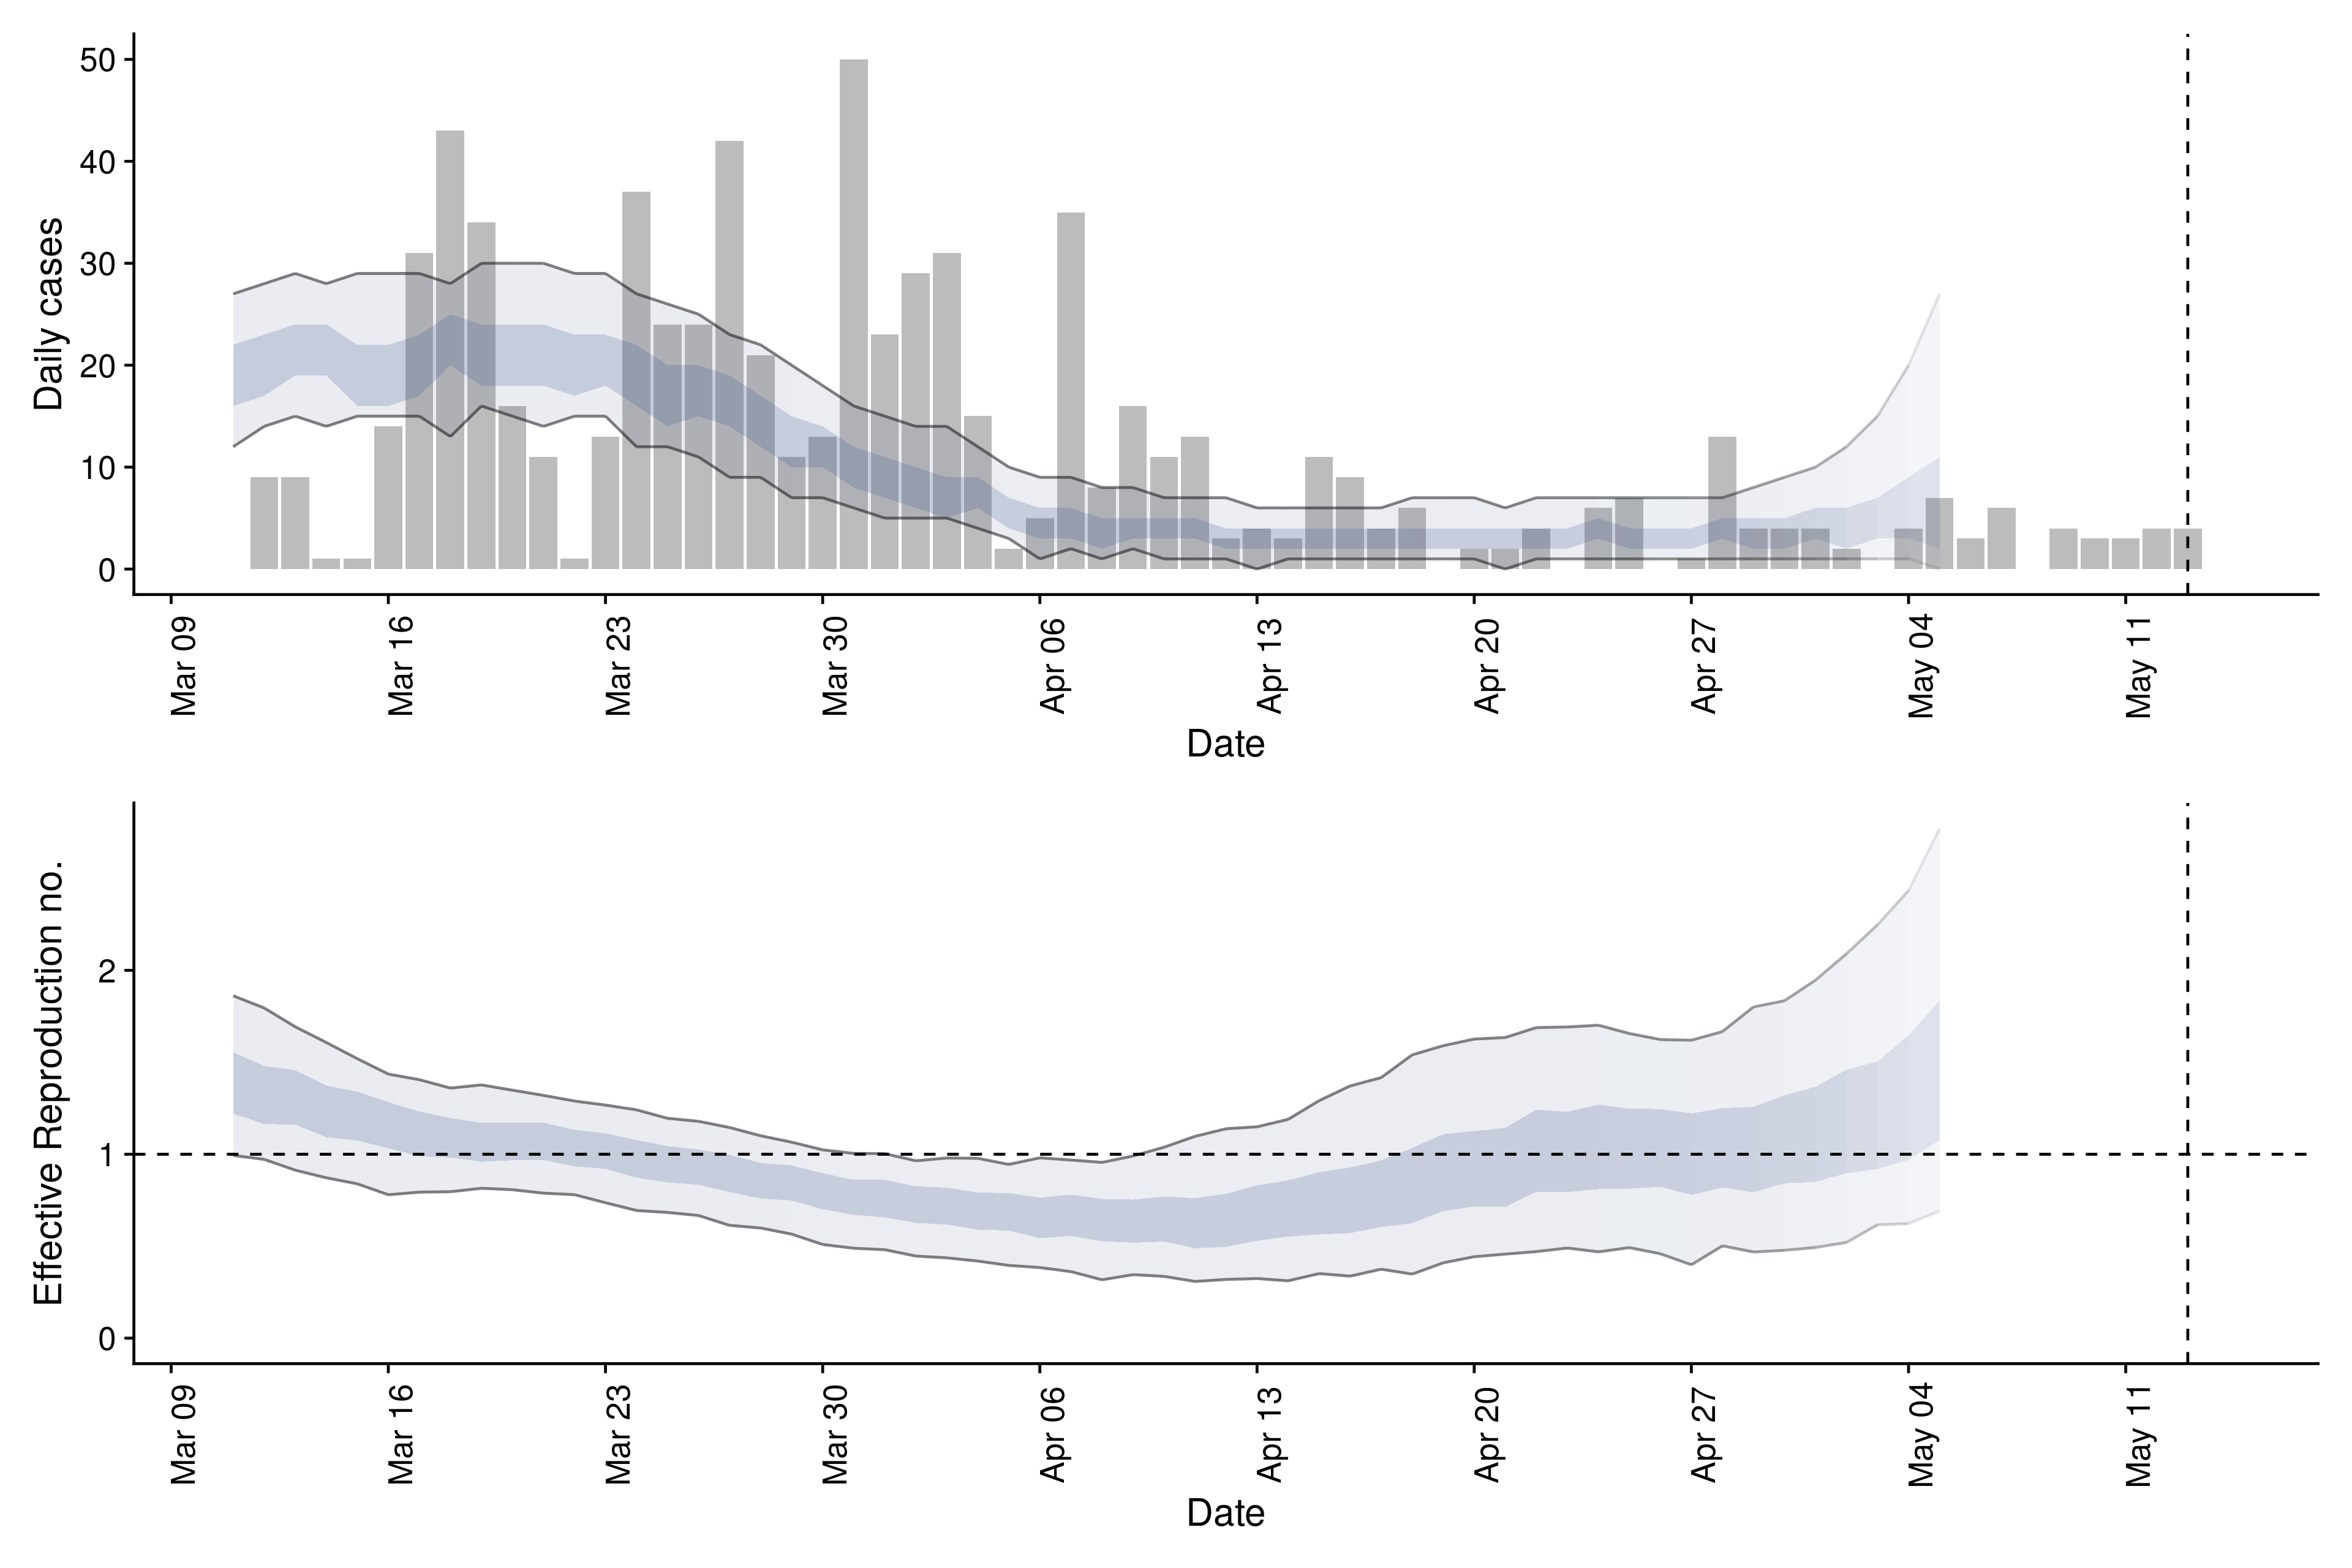 50
40
30
20
10
0
Daily cases
Mar 09
Mar 16
Mar 23
Mar 30
Apr 06
Apr 13
Apr 20
Apr 27
May 04
May 11
Date
2
1
0
Effective Reproduction no.
Mar 09
Mar 16
Mar 23
Mar 30
Apr 06
Apr 13
Apr 20
Apr 27
May 04
May 11
Date